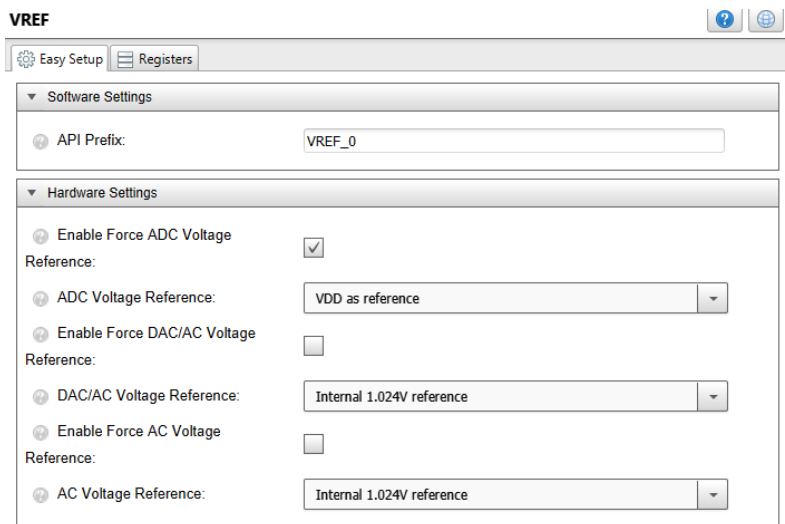 VREF
Easy Setup
Registers
Software Settings
API Prefix:
VREF_0
Hardware Settings
Enable Force ADC Voltage
Reference:
ADC Voltage Reference:
VDD as reference
Enable Force DAC/AC Voltage
Reference:
DAC/AC Voltage Reference:
Internal 1.024V reference
Enable Force AC Voltage
Reference:
AC Voltage Reference:
Internal 1.024V reference